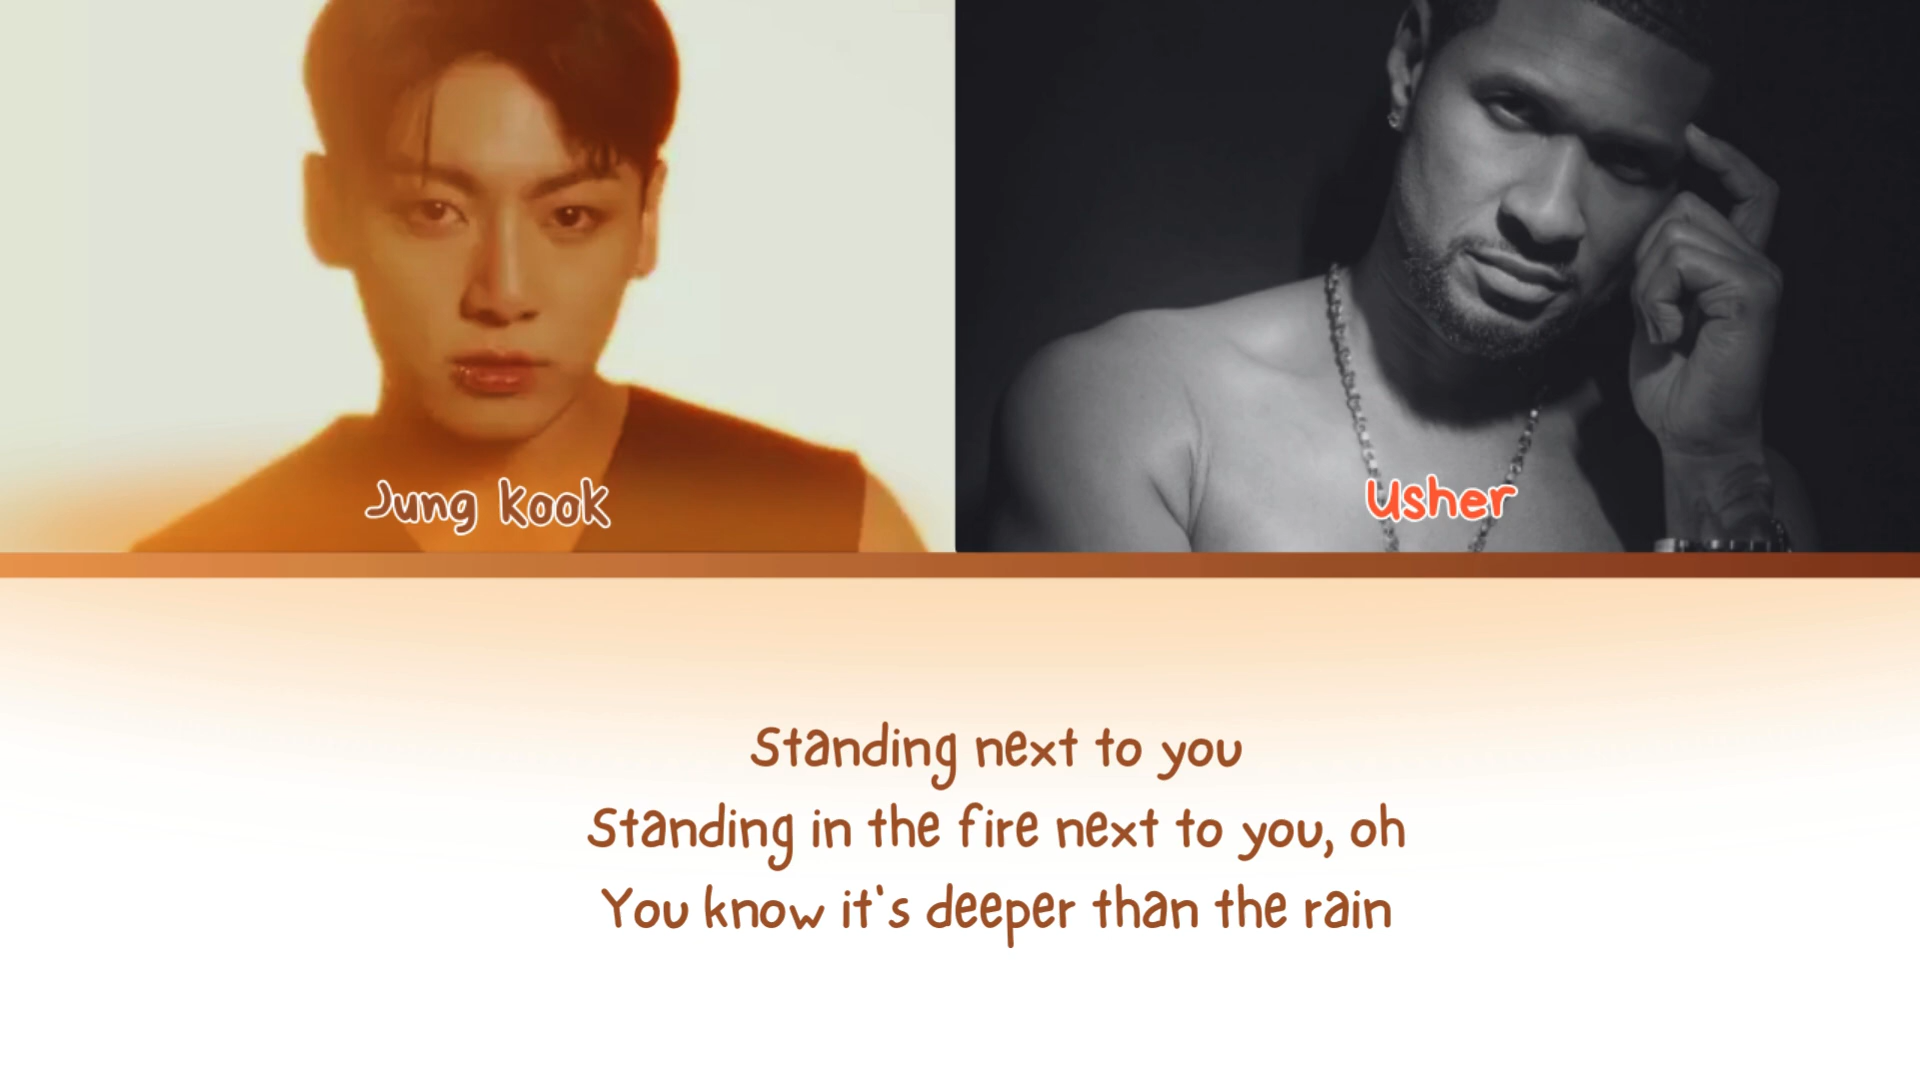 Jung Kook
Usher
Standing next to you
Standing in the fire next to you, oh
You know it's deeper than the rain